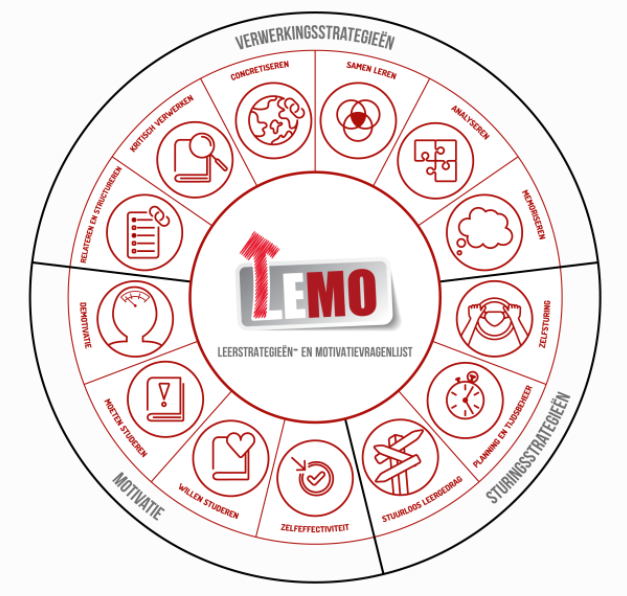 VERWERKINGSSTRATEGIEËN
RELATEREN EN STRUCTUREREN
KRITISCH VERWERKEN
CONCRETISEREN
SAMEN LEREN
ANALYSEREN
MEMORISEREN
STURINGSSTRATEGIEËN
ZELFSTURING
PLANNING EN TIJDSBEHEER
STUURLOOS LEERGEDRAG
MOTIVATIE
ZELFEFFECTIVITEIT
WILLEN STUDEREN
MOETEN STUDEREN
DEMOTIVATIE
LEMO
LEERSTRATEGIEËN- EN MOTIVATIEVRAGENLIJST